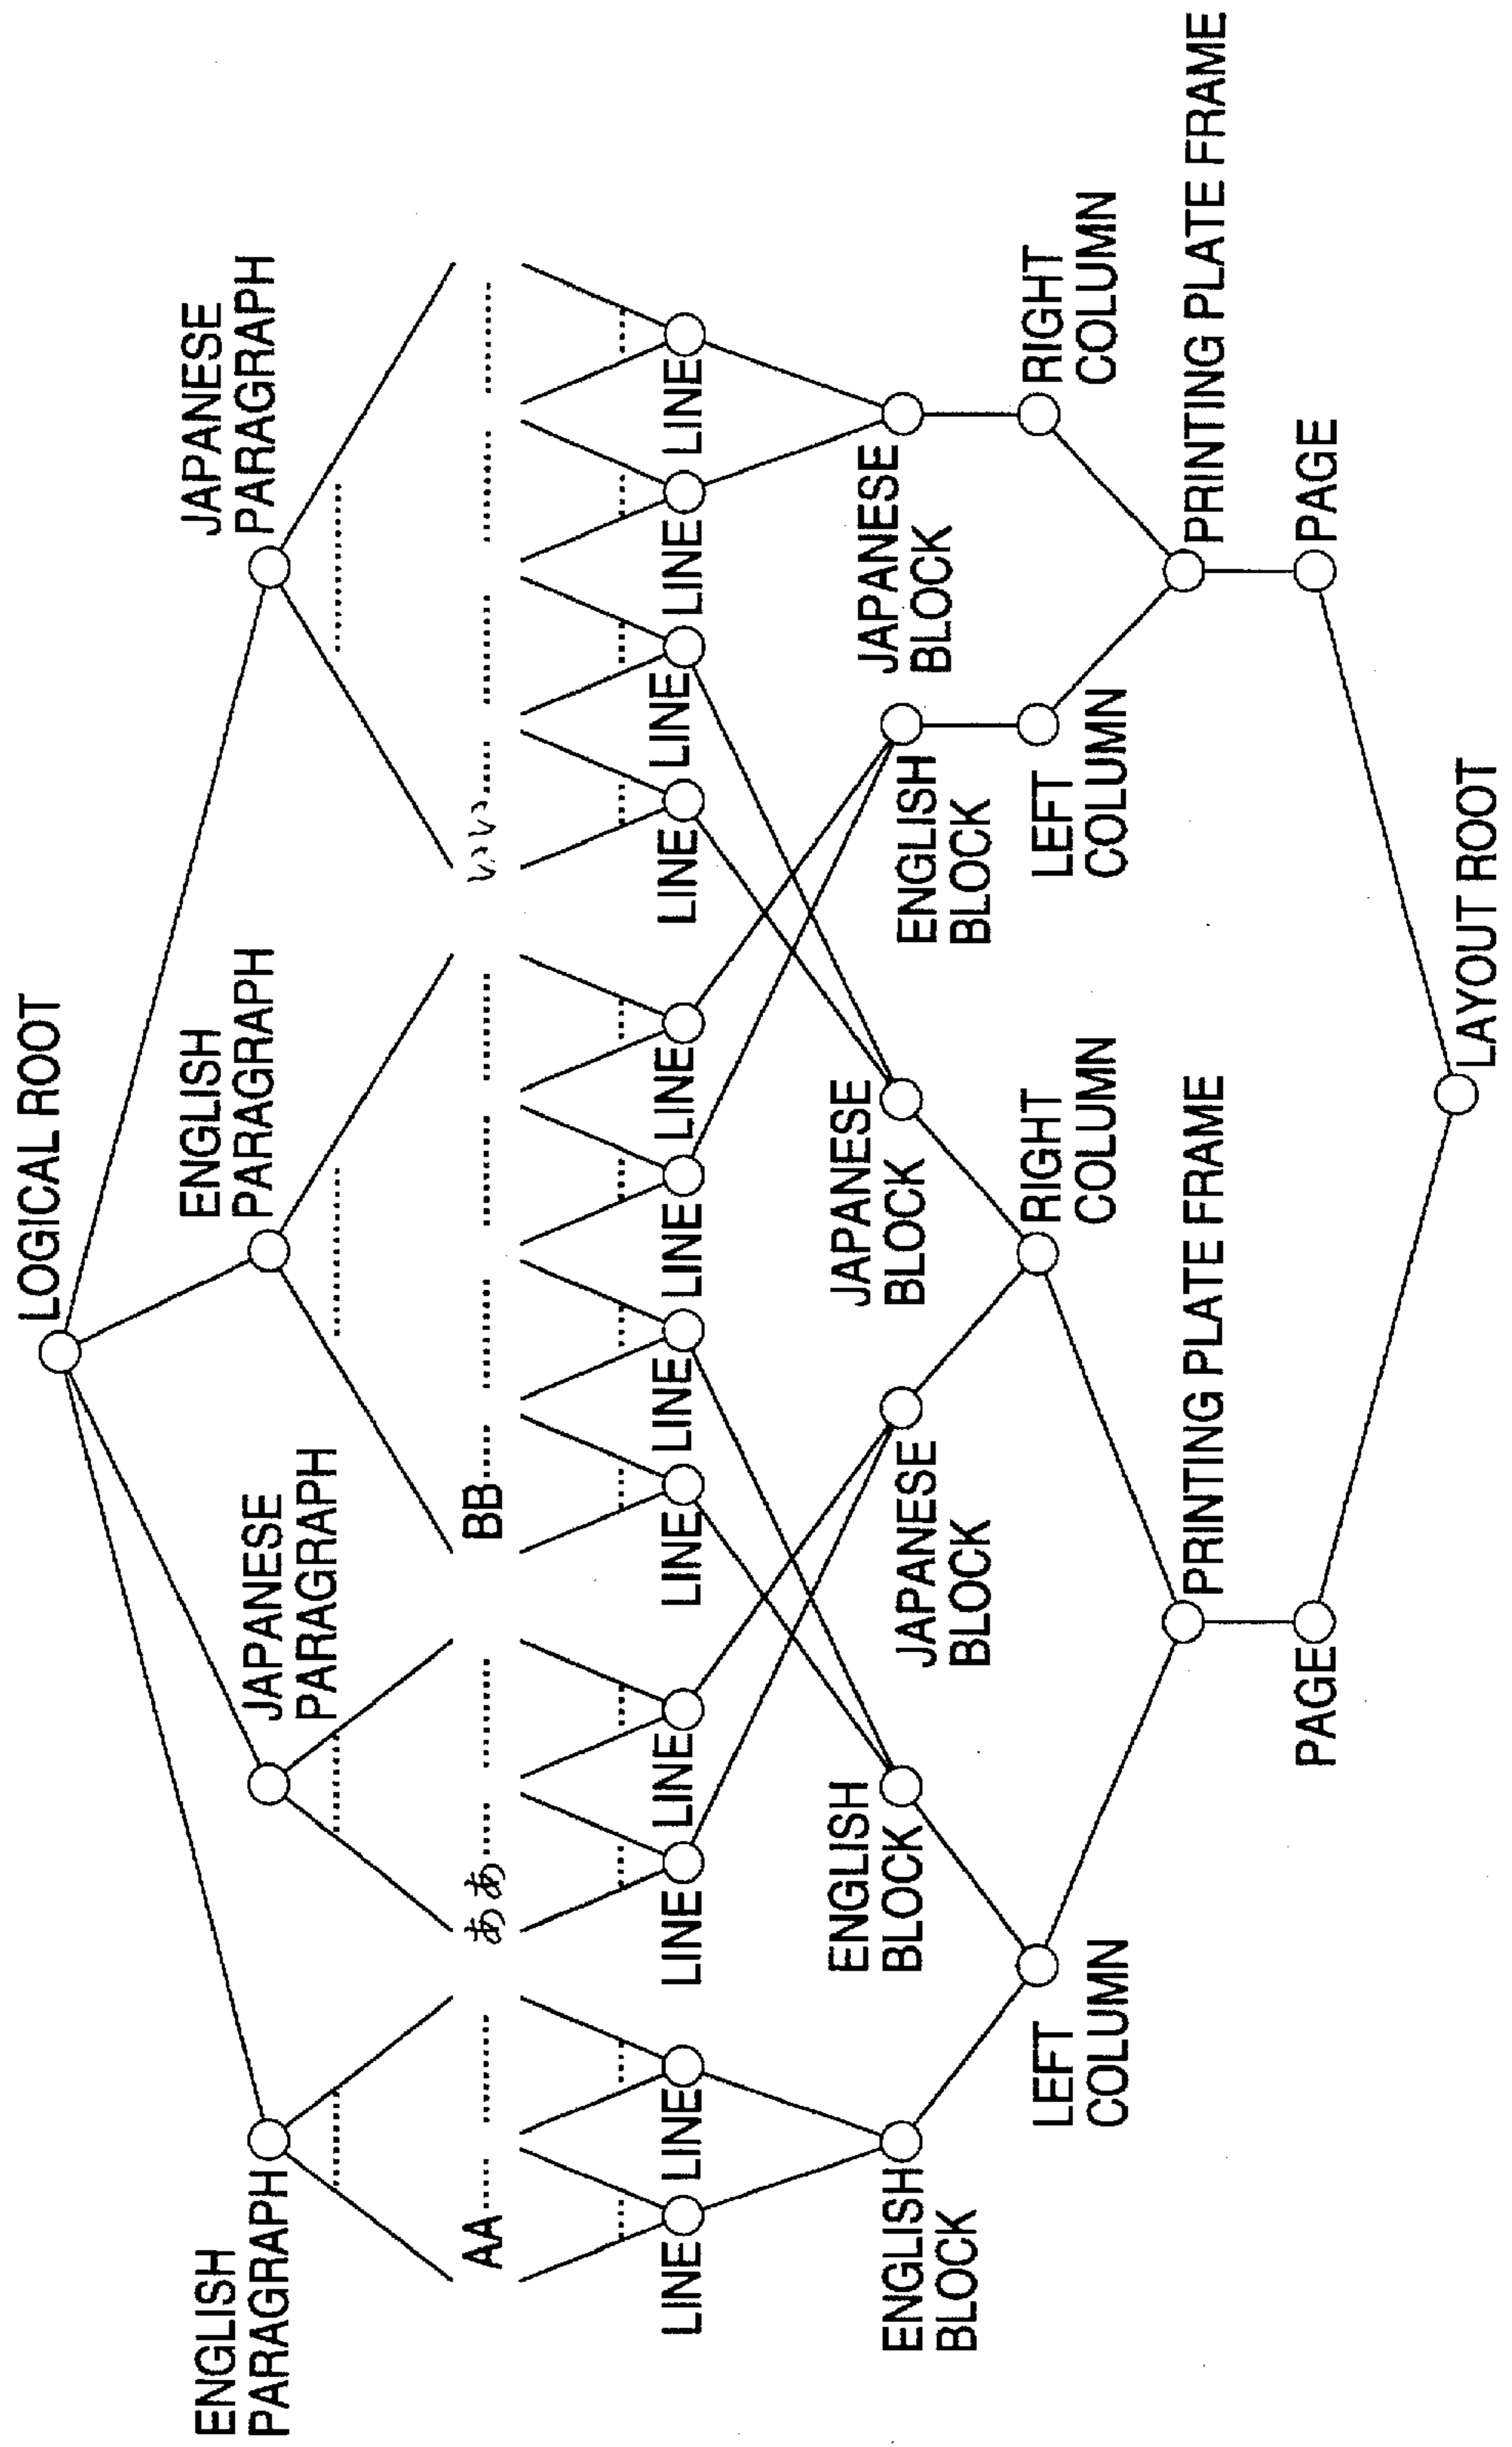 LOGICAL ROOT
ENGLISH
PARAGRAPH
JAPANESE
PARAGRAPH
ENGLISH
PARAGRAPH
JAPANESE
PARAGRAPH
AA
ああ
BB
いい
LINE
LINE
LINE
LINE
LINE
LINE
LINE
LINE
LINE
LINE
LINE
LINE
ENGLISH
BLOCK
ENGLISH
BLOCK
JAPANESE
BLOCK
JAPANESE
BLOCK
ENGLISH
BLOCK
JAPANESE
BLOCK
LEFT
COLUMN
RIGHT
COLUMN
LEFT
COLUMN
RIGHT
COLUMN
PRINTING PLATE FRAME
PRINTING PLATE FRAME
PAGE
PAGE
LAYOUT ROOT